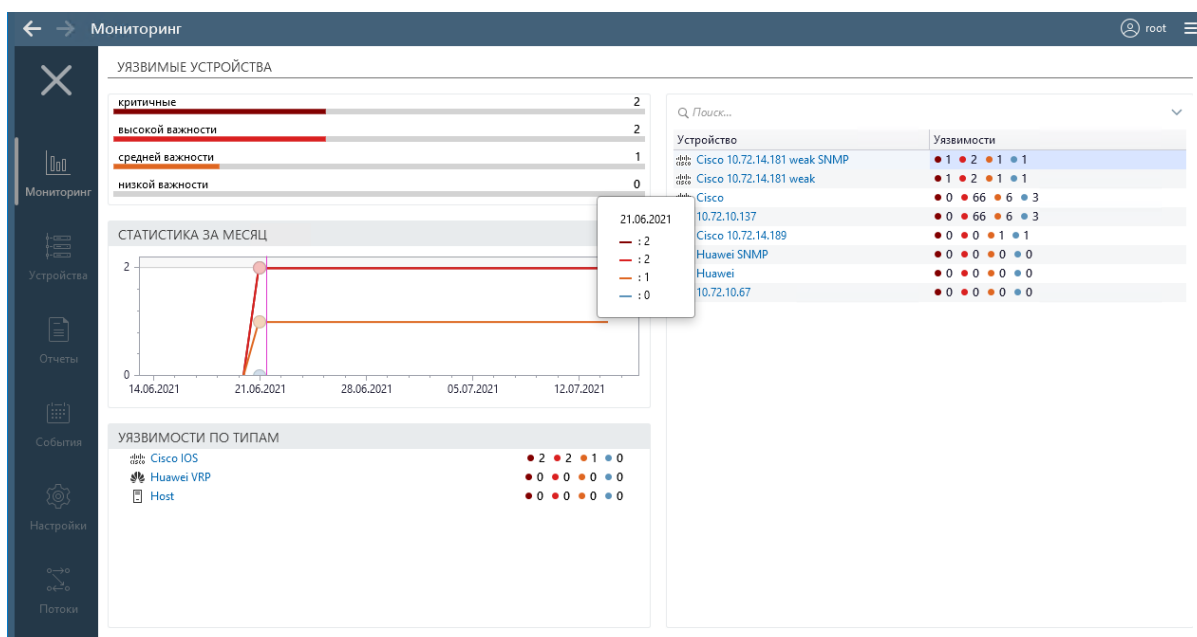 Мониторинг
root
УЯЗВИМЫЕ УСТРОЙСТВА
Мониторинг
Устройства
Отчеты
События
Настройки
Потоки
критичные 2
высокой важности 2
средней важности 1
низкой важности 0
СТАТИСТИКА ЗА МЕСЯЦ
2
0
14.06.2021 21.06.2021 28.06.2021 05.07.2021 12.07.2021
21.06.2021
: 2
: 2
: 1
: 0
УЯЗВИМОСТИ ПО ТИПАМ
Cisco IOS 2 2 1 0
Huawei VRP 0 0 0 0
Host 0 0 0 0
Поиск...
Устройство Уязвимости
Cisco 10.72.14.181 weak SNMP 1 2 1 1
Cisco 10.72.14.181 weak 1 2 1 1
Cisco 0 66 6 3
10.72.10.137 0 66 6 3
Cisco 10.72.14.189 0 0 1 1
Huawei SNMP 0 0 0 0
Huawei 0 0 0 0
10.72.10.67 0 0 0 0